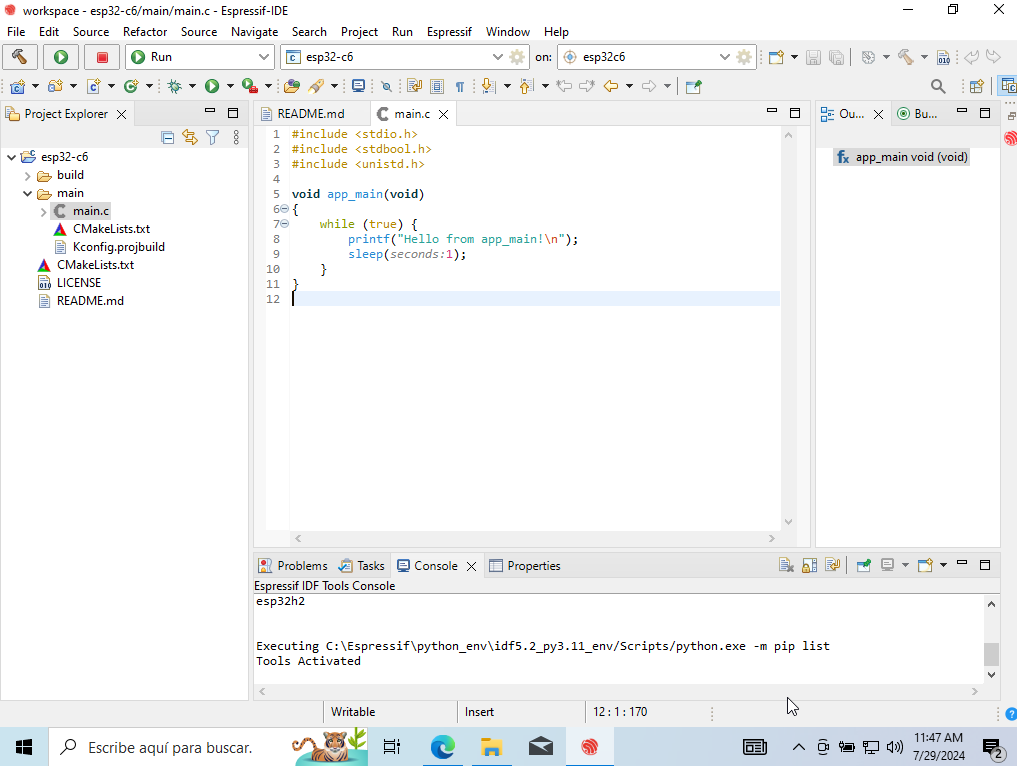 workspace - esp32-c6/main/main.c - Espressif-IDE
File Edit Source Refactor Source Navigate Search Project Run Espressif Window Help
Run esp32-c6 on: esp32c6
Project Explorer
README.md main.c
Ou... Bu...
esp32-c6
build
main
main.c
CMakeLists.txt
Kconfig.projbuild
CMakeLists.txt
LICENSE
README.md
1 #include <stdio.h>
2 #include <stdbool.h>
3 #include <unistd.h>
4
5 void app_main(void)
6 {
7 while (true) {
8 printf("Hello from app_main!\n");
9 sleep(seconds:1);
10 }
11 }
12
app_main void (void)
Problems Tasks Console Properties
Espressif IDF Tools Console
esp32h2
Executing C:\Espressif\python_env\idf5.2_py3.11_env/Scripts/python.exe -m pip list
Tools Activated
Writable Insert 12 : 1 : 170
Escribe aquí para buscar.
11:47 AM
7/29/2024
2